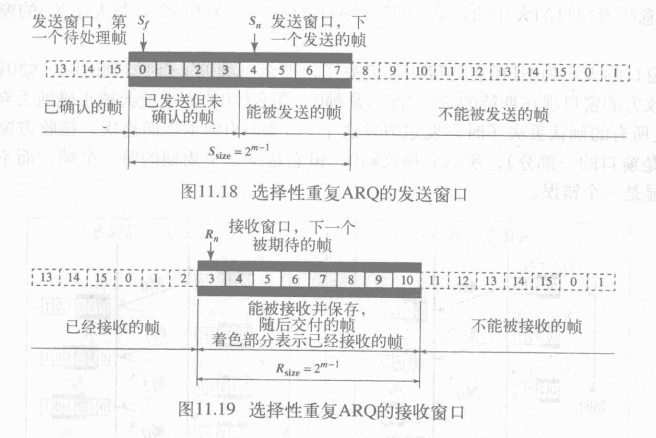 发送窗口，第
一个待处理帧
Sf
Sn
发送窗口，下
一个发送的帧
13 14 15 0 1 2 3 4 5 6 7 8 9 10 11 12 13 14 15 0 1
已确认的帧
已发送但未
确认的帧
能被发送的帧
不能被发送的帧
Ssize = 2^m−1
图11.18 选择性重复ARQ的发送窗口
Rn
接收窗口，下一个
被期待的帧
13 14 15 0 1 2 3 4 5 6 7 8 9 10 11 12 13 14 15 0 1
已经接收的帧
能被接收并保存，
随后交付的帧
着色部分表示已经接收的帧
不能被接收的帧
Rsize = 2^m−1
图11.19 选择性重复ARQ的接收窗口